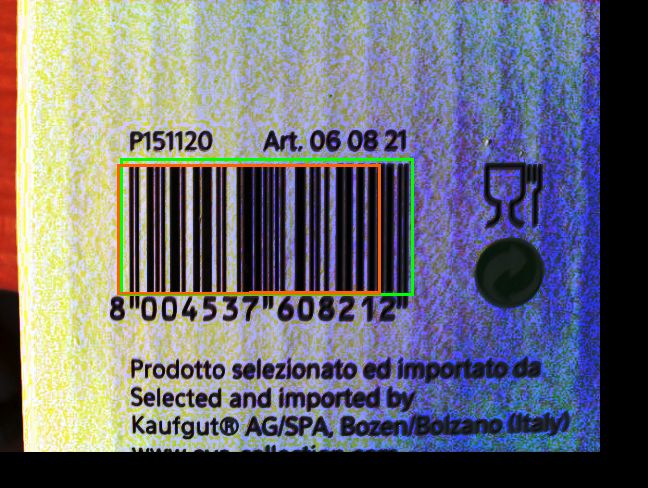 P151120 Art. 06 08 21
8"004537"608212"
Prodotto selezionato ed importato da
Selected and imported by
Kaufgut® AG/SPA, Bozen/Bolzano (Italy)